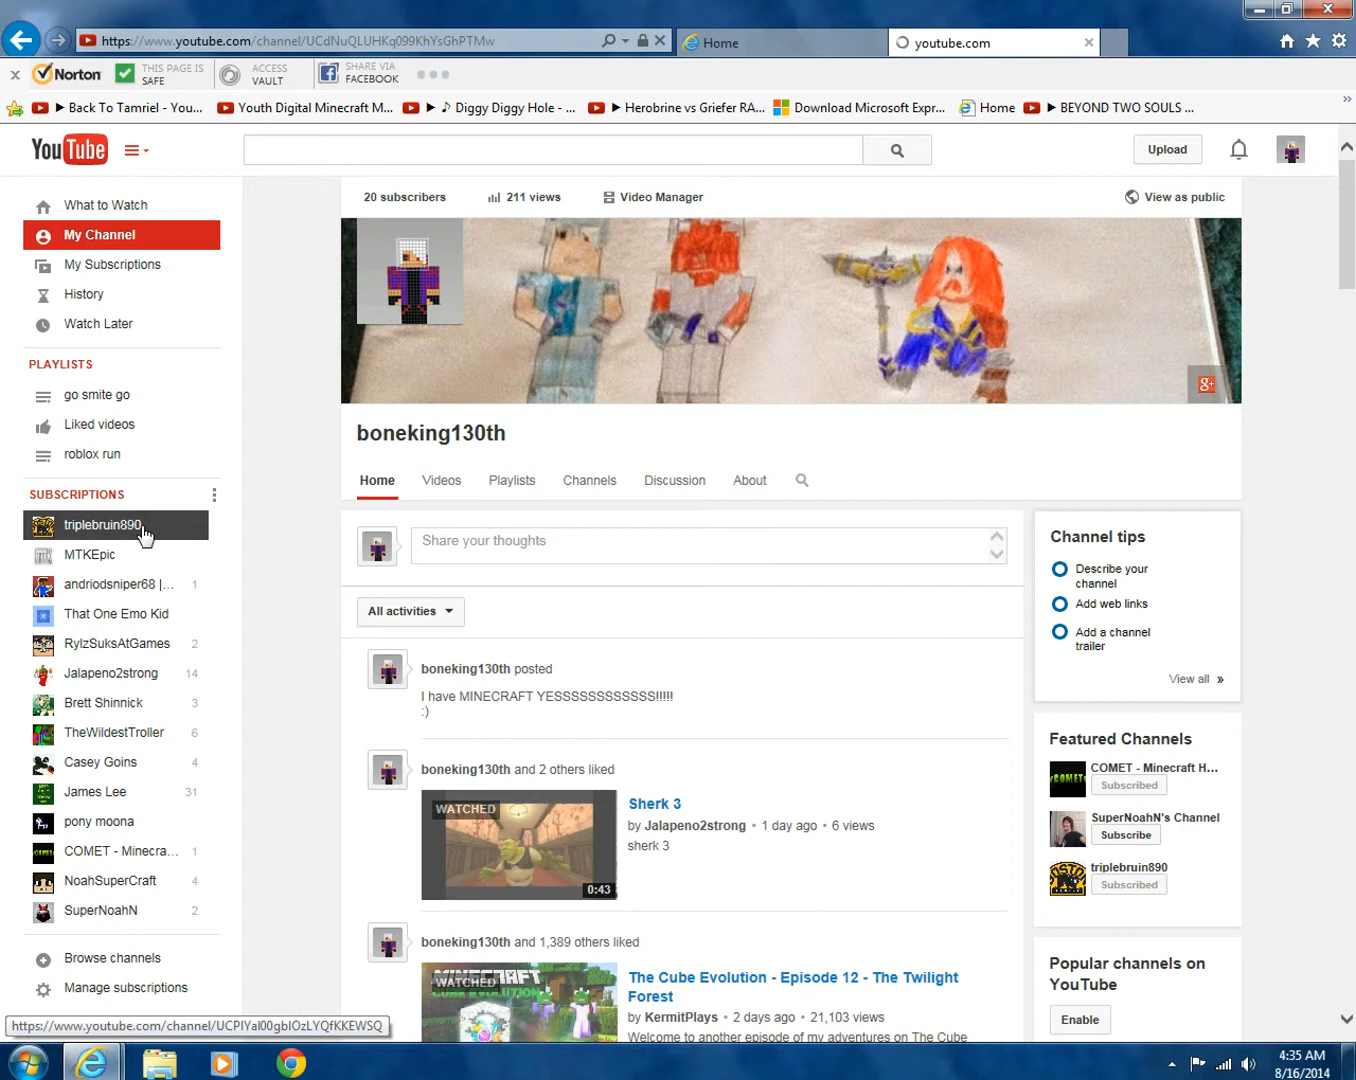 https://www.youtube.com/channel/UCdNuQLUHKq099KhYsGhPTMw
Home
youtube.com
Norton
THIS PAGE IS
SAFE
ACCESS
VAULT
SHARE VIA
FACEBOOK
Back To Tamriel - You...
Youth Digital Minecraft M...
♪ Diggy Diggy Hole - ...
Herobrine vs Griefer RA...
Download Microsoft Expr...
Home
BEYOND TWO SOULS ...
YouTube
Upload
What to Watch
My Channel
My Subscriptions
History
Watch Later
PLAYLISTS
go smite go
Liked videos
roblox run
SUBSCRIPTIONS
triplebruin890
MTKEpic
andriodsniper68 |... 1
That One Emo Kid
RylzSuksAtGames 2
Jalapeno2strong 14
Brett Shinnick 3
TheWildestTroller 6
Casey Goins 4
James Lee 31
pony moona
COMET - Minecra... 1
NoahSuperCraft 4
SuperNoahN 2
Browse channels
Manage subscriptions
20 subscribers
211 views
Video Manager
View as public
g+
boneking130th
Home
Videos
Playlists
Channels
Discussion
About
Share your thoughts
All activities
boneking130th posted
I have MINECRAFT YESSSSSSSSSSSS!!!!!
:)
boneking130th and 2 others liked
WATCHED
0:43
Sherk 3
by Jalapeno2strong • 1 day ago • 6 views
sherk 3
boneking130th and 1,389 others liked
MINECRAFT
WATCHED
CUBE EVOLUTION
The Cube Evolution - Episode 12 - The Twilight
Forest
by KermitPlays • 2 days ago • 21,103 views
Welcome to another episode of my adventures on The Cube
Channel tips
Describe your
channel
Add web links
Add a channel
trailer
View all »
Featured Channels
COMET
COMET - Minecraft H...
Subscribed
SuperNoahN's Channel
Subscribe
triplebruin890
Subscribed
Popular channels on
YouTube
Enable
https://www.youtube.com/channel/UCPIYal00gbIOzLYQfKKEWSQ
4:35 AM
8/16/2014